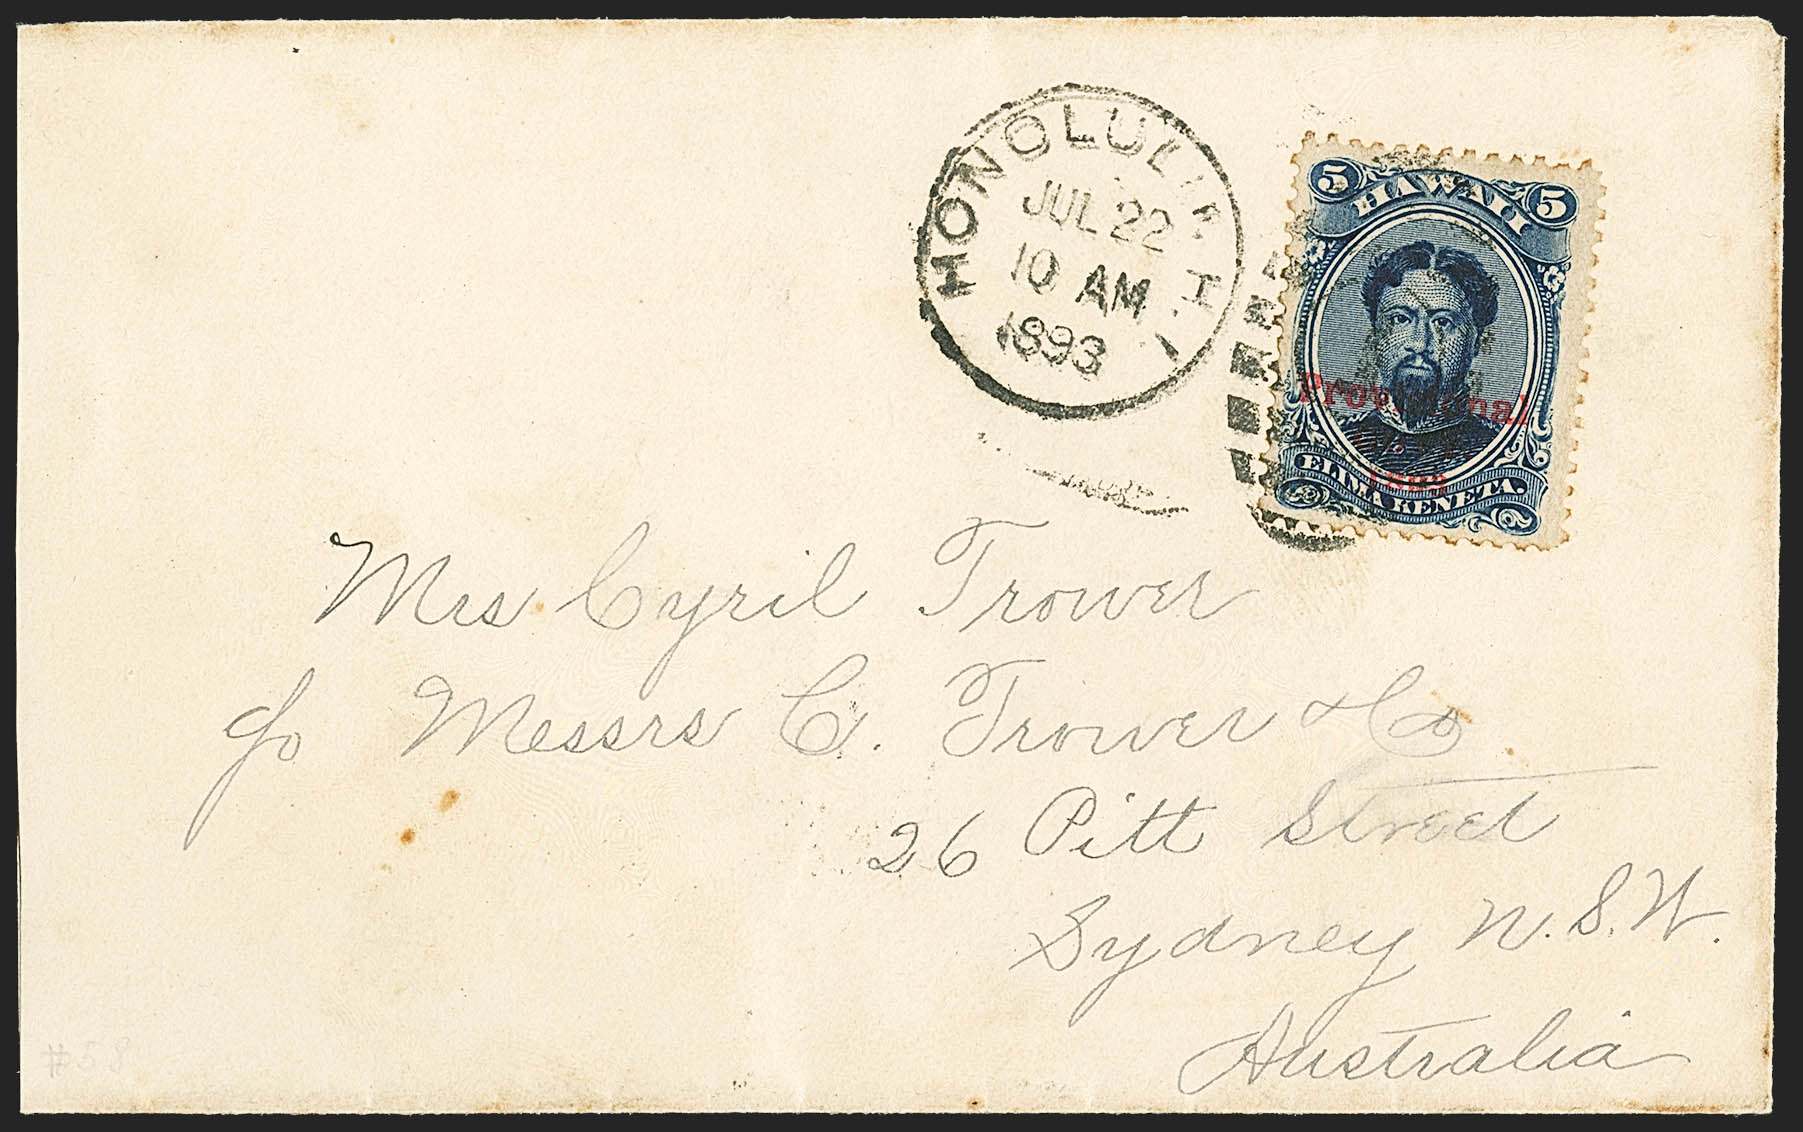 HONOLULU H. I.
JUL 22
10 AM
1893
5 HAWAII 5
Provisional
1893
ELIMA KENETA.
Mrs Cyril Trower
c/o Messrs C. Trower & Co
26 Pitt Street
Sydney N.S.W.
Australia
#58